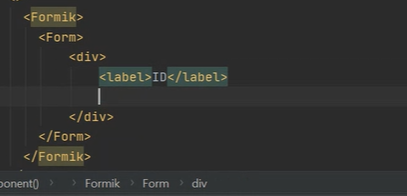 <Formik>
<Form>
<div>
<label>ID</label>
</div>
</Form>
</Formik>
ponent() Formik Form div